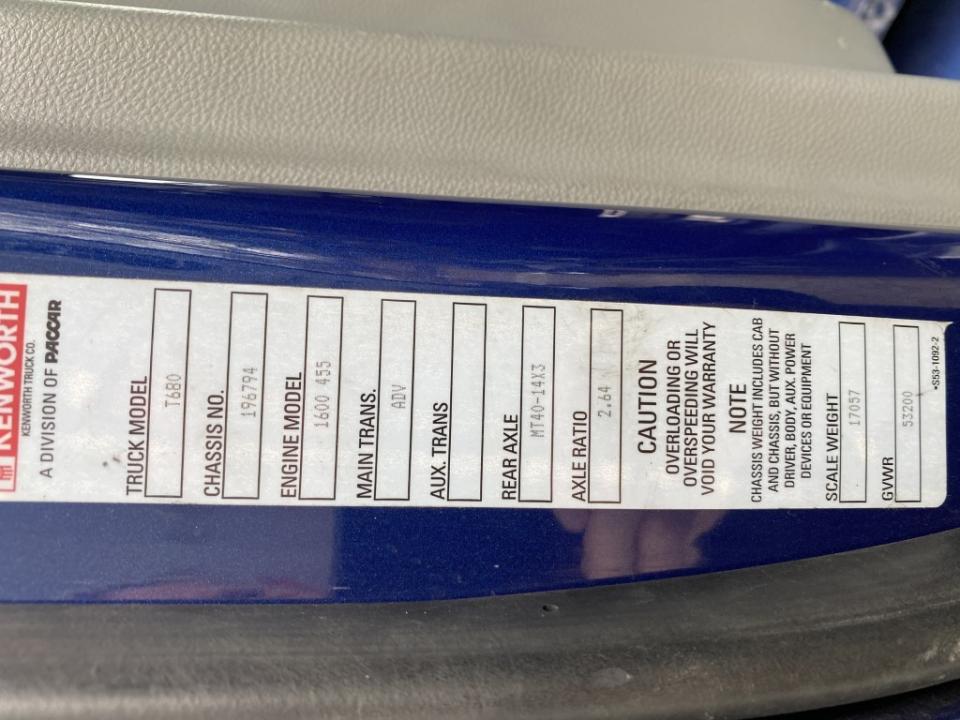 KENWORTH
KENWORTH TRUCK CO.
A DIVISION OF PACCAR
TRUCK MODEL
T680
CHASSIS NO.
196794
ENGINE MODEL
1600 455
MAIN TRANS.
ADV
AUX. TRANS
REAR AXLE
MT40-14X3
AXLE RATIO
2.64
CAUTION
OVERLOADING OR
OVERSPEEDING WILL
VOID YOUR WARRANTY
NOTE
CHASSIS WEIGHT INCLUDES CAB
AND CHASSIS, BUT WITHOUT
DRIVER, BODY, AUX. POWER
DEVICES OR EQUIPMENT
SCALE WEIGHT
17057
GVWR
53200
•S53-1092-2